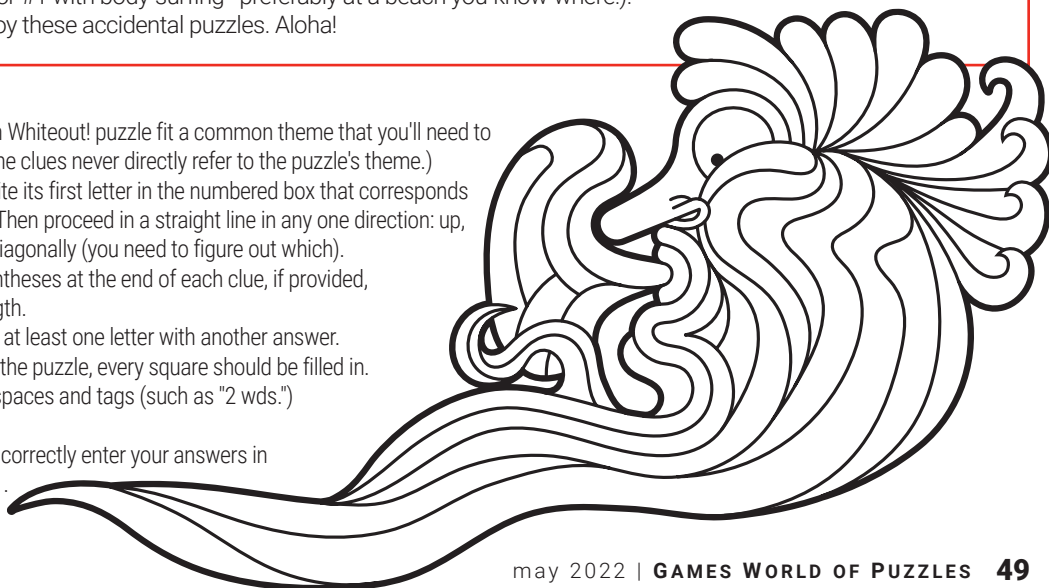 or #1 with body-surfing—preferably at a beach you know where!).
oy these accidental puzzles. Aloha!
n Whiteout! puzzle fit a common theme that you'll need to
ne clues never directly refer to the puzzle's theme.)
ite its first letter in the numbered box that corresponds
Then proceed in a straight line in any one direction: up,
iagonally (you need to figure out which).
ntheses at the end of each clue, if provided,
gth.
at least one letter with another answer.
the puzzle, every square should be filled in.
spaces and tags (such as "2 wds.")
correctly enter your answers in
.
may 2022 | GAMES WORLD OF PUZZLES 49